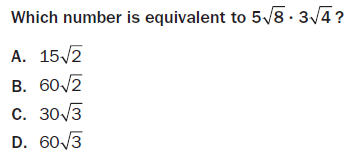 Which number is equivalent to 5√8 · 3√4 ?
A. 15√2
B. 60√2
C. 30√3
D. 60√3